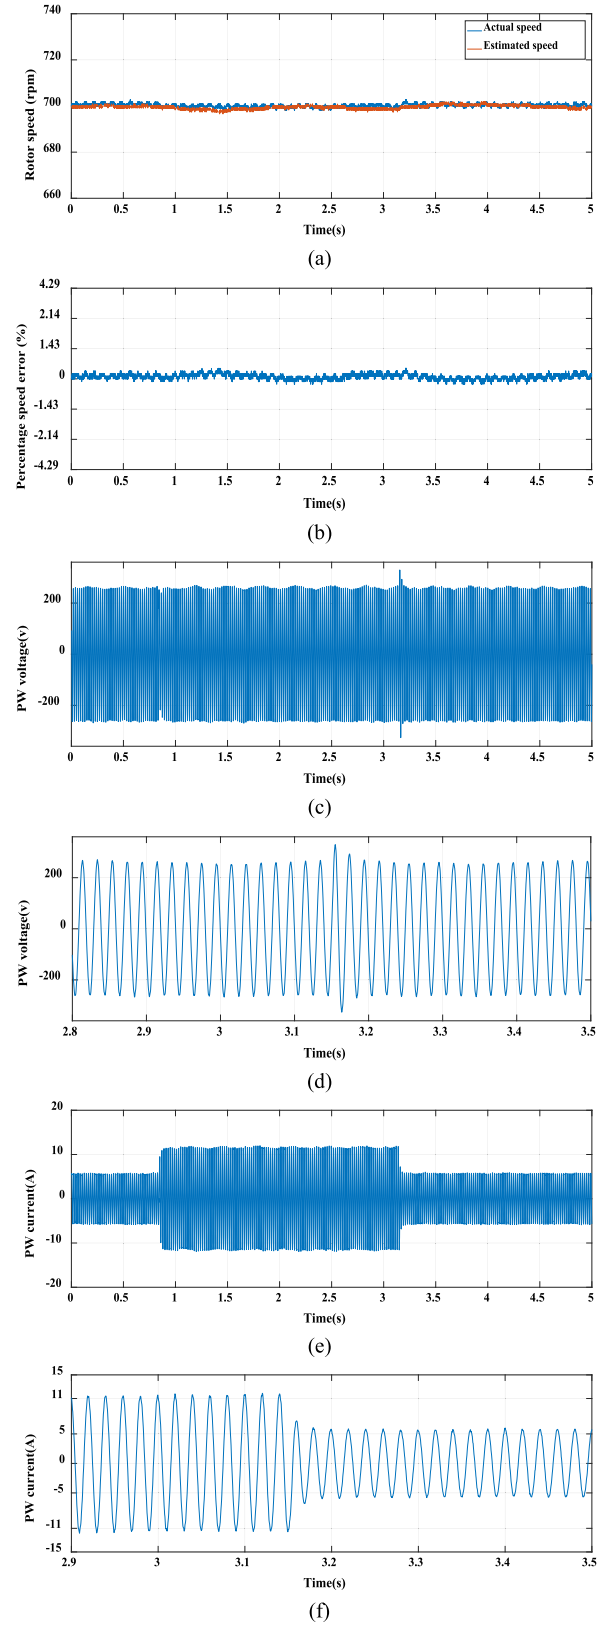 740
Actual speed
Estimated speed
720
700
680
660
Rotor speed (rpm)
0 0.5 1 1.5 2 2.5 3 3.5 4 4.5 5
Time(s)
(a)
4.29
2.14
1.43
0
-1.43
-2.14
-4.29
Percentage speed error (%)
0 0.5 1 1.5 2 2.5 3 3.5 4 4.5 5
Time(s)
(b)
200
0
-200
PW voltage(v)
0 0.5 1 1.5 2 2.5 3 3.5 4 4.5 5
Time(s)
(c)
200
0
-200
PW voltage(v)
2.8 2.9 3 3.1 3.2 3.3 3.4 3.5
Time(s)
(d)
20
10
0
-10
-20
PW current(A)
0 0.5 1 1.5 2 2.5 3 3.5 4 4.5 5
Time(s)
(e)
15
11
5
0
-5
-11
-15
PW current(A)
2.9 3 3.1 3.2 3.3 3.4 3.5
Time(s)
(f)